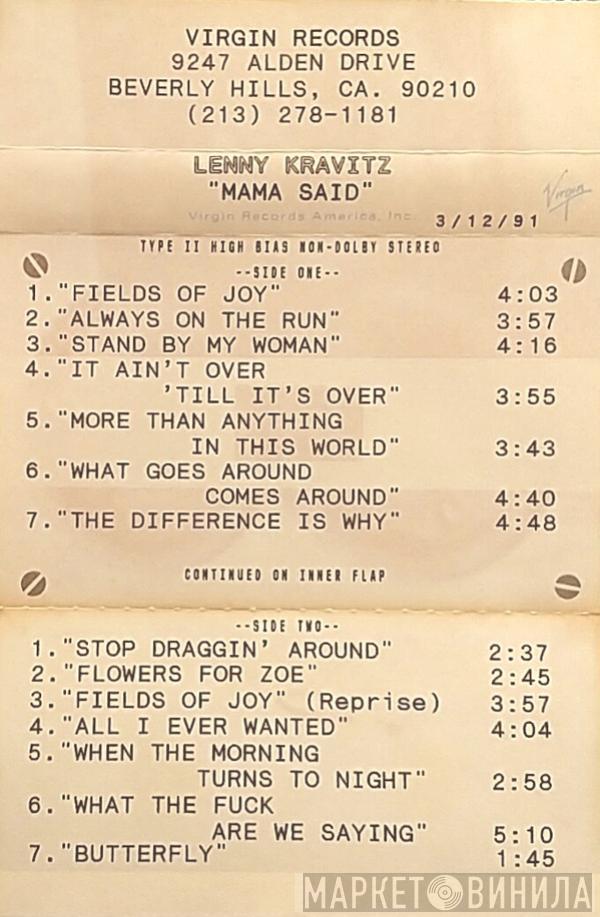 VIRGIN RECORDS
9247 ALDEN DRIVE
BEVERLY HILLS, CA. 90210
(213) 278-1181
LENNY KRAVITZ
"MAMA SAID"
Virgin
Virgin Records America, Inc. 3/12/91
TYPE II HIGH BIAS NON-DOLBY STEREO
--SIDE ONE--
1. "FIELDS OF JOY" 4:03
2. "ALWAYS ON THE RUN" 3:57
3. "STAND BY MY WOMAN" 4:16
4. "IT AIN'T OVER
'TILL IT'S OVER" 3:55
5. "MORE THAN ANYTHING
IN THIS WORLD" 3:43
6. "WHAT GOES AROUND
COMES AROUND" 4:40
7. "THE DIFFERENCE IS WHY" 4:48
CONTINUED ON INNER FLAP
--SIDE TWO--
1. "STOP DRAGGIN' AROUND" 2:37
2. "FLOWERS FOR ZOE" 2:45
3. "FIELDS OF JOY" (Reprise) 3:57
4. "ALL I EVER WANTED" 4:04
5. "WHEN THE MORNING
TURNS TO NIGHT" 2:58
6. "WHAT THE FUCK
ARE WE SAYING" 5:10
7. "BUTTERFLY" 1:45
МАРКЕТ ВИНИЛА